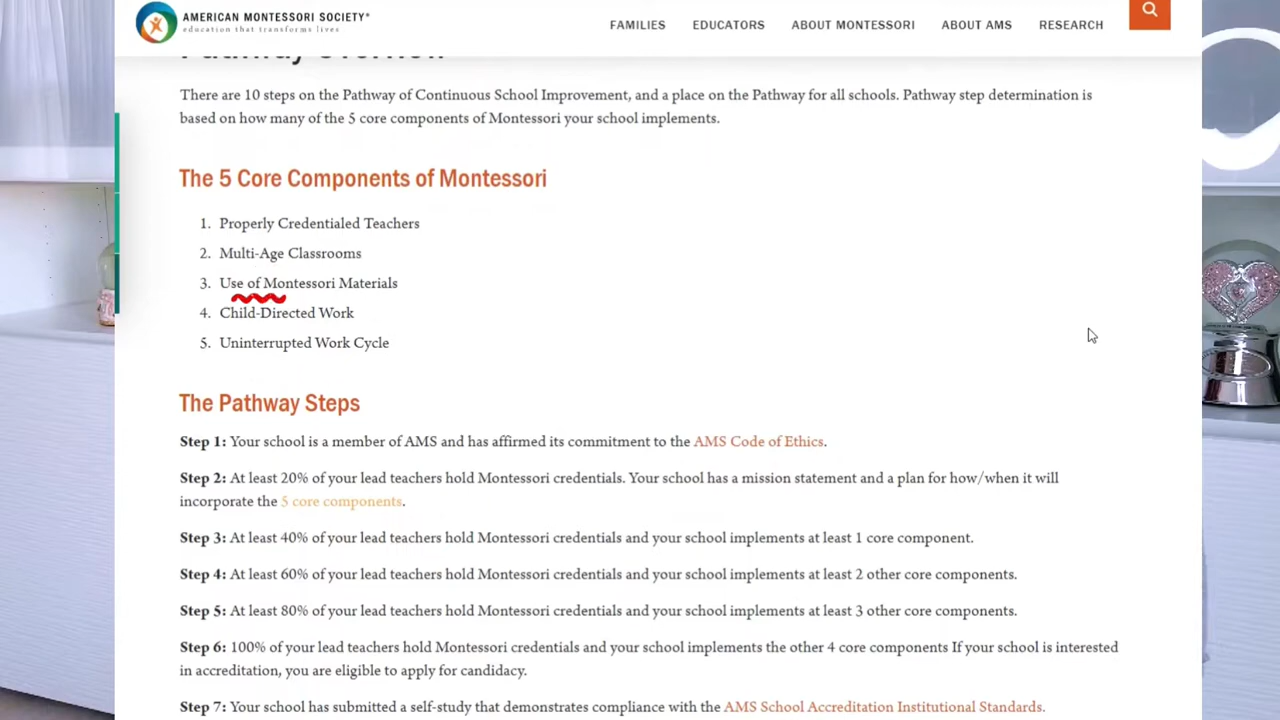 AMERICAN MONTESSORI SOCIETY
education that transforms lives
FAMILIES EDUCATORS ABOUT MONTESSORI ABOUT AMS RESEARCH
Pathway Overview
There are 10 steps on the Pathway of Continuous School Improvement, and a place on the Pathway for all schools. Pathway step determination is
based on how many of the 5 core components of Montessori your school implements.
The 5 Core Components of Montessori
1. Properly Credentialed Teachers
2. Multi-Age Classrooms
3. Use of Montessori Materials
4. Child-Directed Work
5. Uninterrupted Work Cycle
The Pathway Steps
Step 1: Your school is a member of AMS and has affirmed its commitment to the AMS Code of Ethics.
Step 2: At least 20% of your lead teachers hold Montessori credentials. Your school has a mission statement and a plan for how/when it will
incorporate the 5 core components.
Step 3: At least 40% of your lead teachers hold Montessori credentials and your school implements at least 1 core component.
Step 4: At least 60% of your lead teachers hold Montessori credentials and your school implements at least 2 other core components.
Step 5: At least 80% of your lead teachers hold Montessori credentials and your school implements at least 3 other core components.
Step 6: 100% of your lead teachers hold Montessori credentials and your school implements the other 4 core components If your school is interested
in accreditation, you are eligible to apply for candidacy.
Step 7: Your school has submitted a self-study that demonstrates compliance with the AMS School Accreditation Institutional Standards.